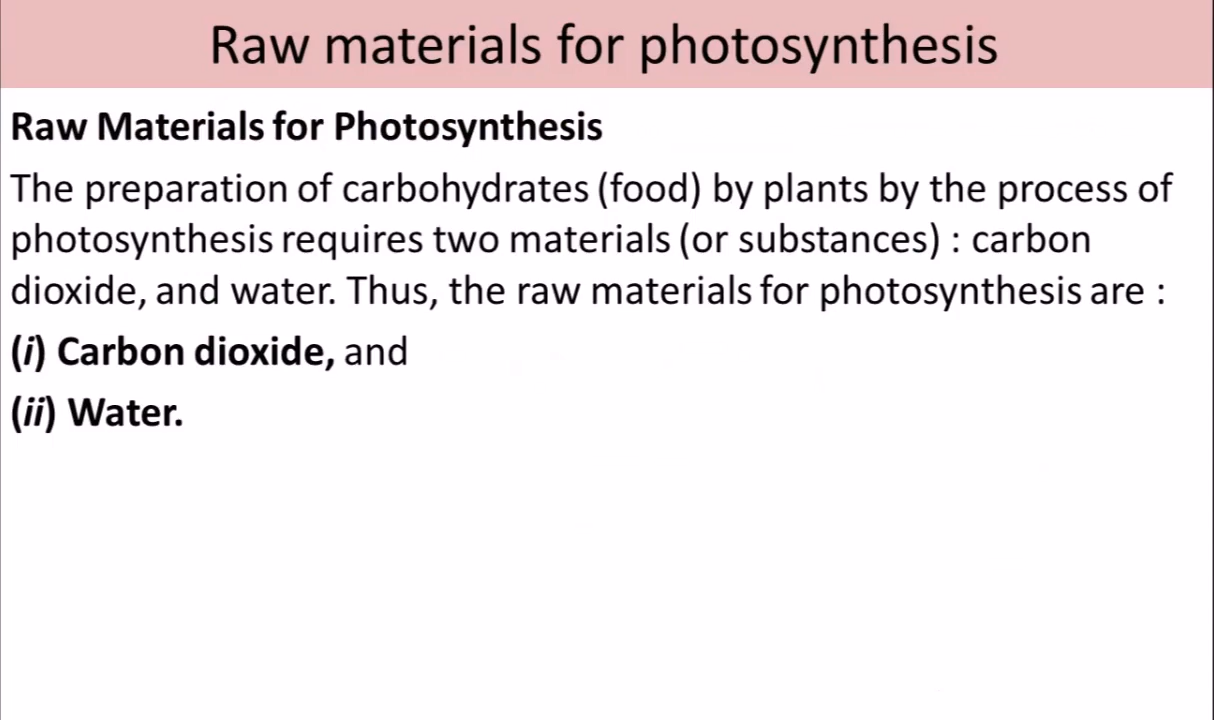 Raw materials for photosynthesis
Raw Materials for Photosynthesis
The preparation of carbohydrates (food) by plants by the process of
photosynthesis requires two materials (or substances) : carbon
dioxide, and water. Thus, the raw materials for photosynthesis are :
(i) Carbon dioxide, and
(ii) Water.